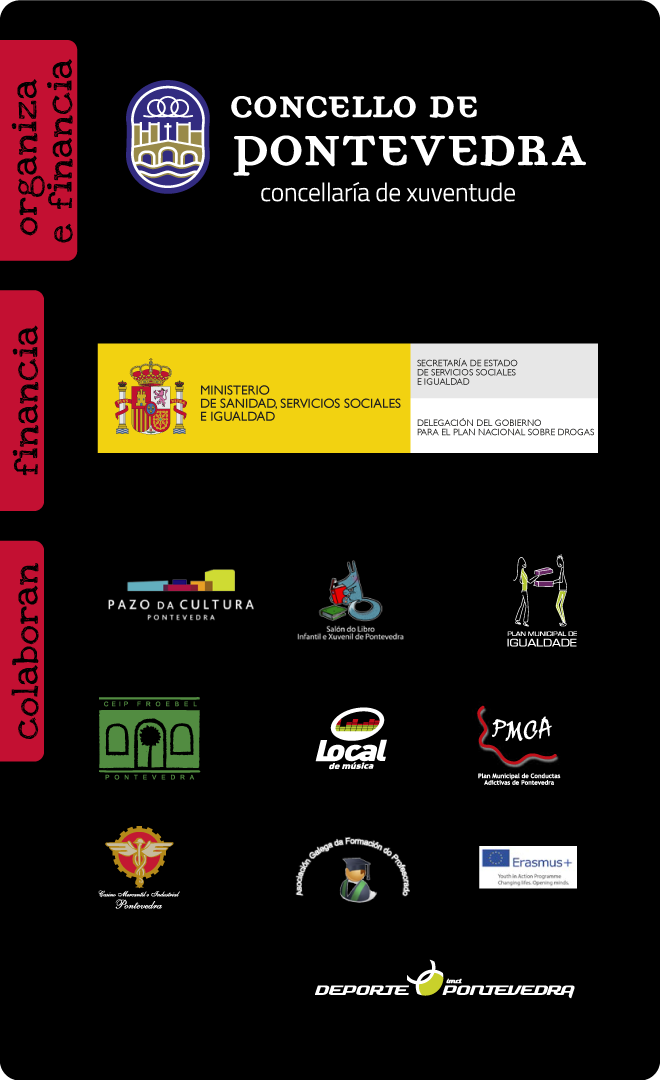 organiza
e financia
CONCELLO DE
PONTEVEDRA
concellaría de xuventude
financia
MINISTERIO
DE SANIDAD, SERVICIOS SOCIALES
E IGUALDAD
SECRETARÍA DE ESTADO
DE SERVICIOS SOCIALES
E IGUALDAD
DELEGACIÓN DEL GOBIERNO
PARA EL PLAN NACIONAL SOBRE DROGAS
colaboran
PAZO DA CULTURA
PONTEVEDRA
Salón do Libro
Infantil e Xuvenil de Pontevedra
PLAN MUNICIPAL DE
IGUALDADE
CEIP FROEBEL
PONTEVEDRA
Local
de música
PMCA
Plan Municipal de Conductas
Adictivas de Pontevedra
Casino Mercantil e Industrial
Pontevedra
Asociación Galega da Formación do Profesorado
Erasmus+
Youth in Action Programme
Changing lives. Opening minds.
imd
DEPORTE PONTEVEDRA